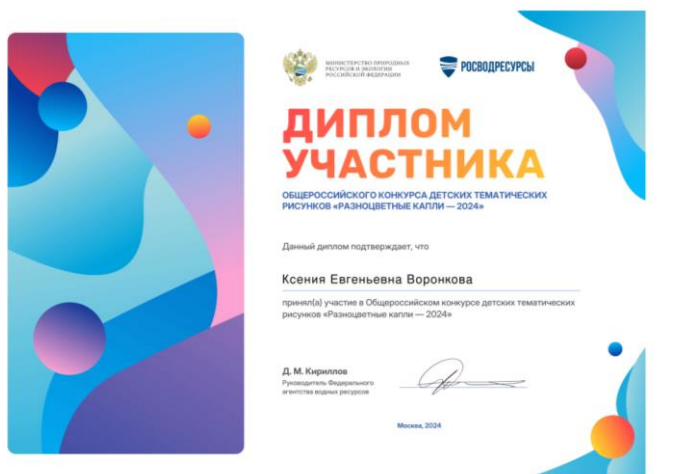 МИНИСТЕРСТВО ПРИРОДНЫХ
РЕСУРСОВ И ЭКОЛОГИИ
РОССИЙСКОЙ ФЕДЕРАЦИИ
РОСВОДРЕСУРСЫ
ДИПЛОМ
УЧАСТНИКА
ОБЩЕРОССИЙСКОГО КОНКУРСА ДЕТСКИХ ТЕМАТИЧЕСКИХ
РИСУНКОВ «РАЗНОЦВЕТНЫЕ КАПЛИ — 2024»
Данный диплом подтверждает, что
Ксения Евгеньевна Воронкова
принял(а) участие в Общероссийском конкурсе детских тематических
рисунков «Разноцветные капли — 2024»
Д. М. Кириллов
Руководитель Федерального
агентства водных ресурсов
Москва, 2024